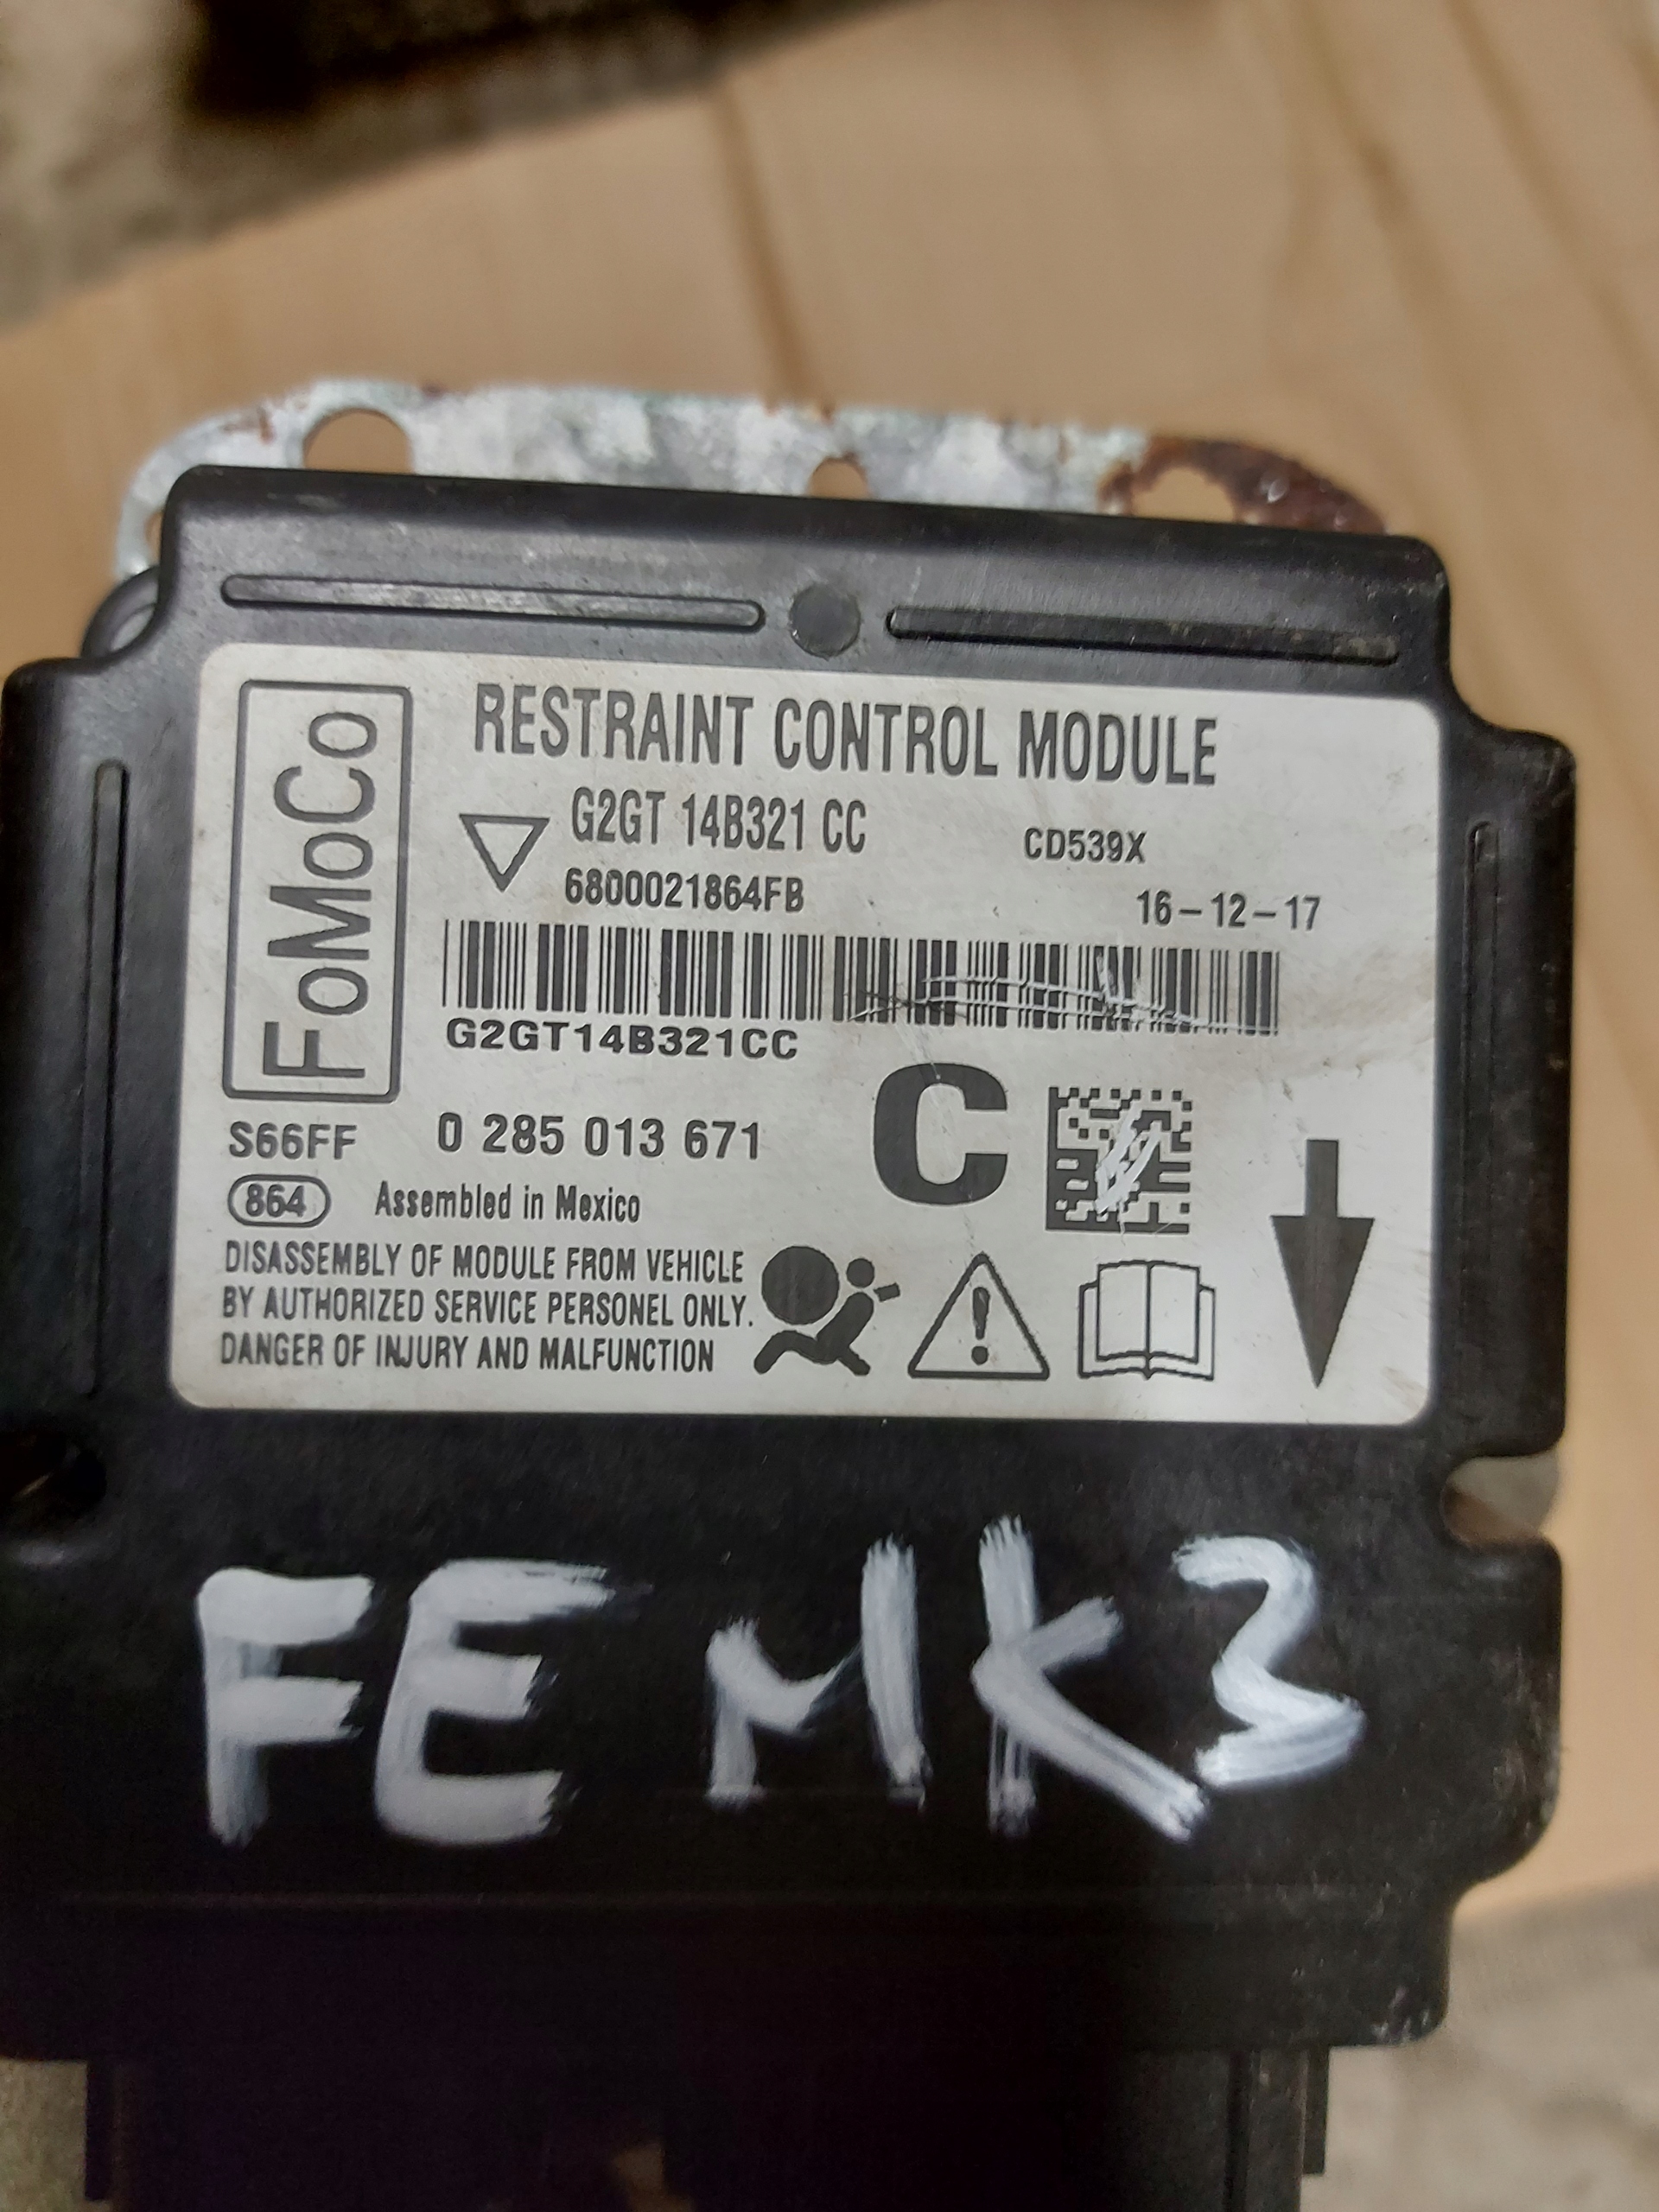 FoMoCo
RESTRAINT CONTROL MODULE
G2GT 14B321 CC
CD539X
6800021864FB
16-12-17
G2GT14B321CC
S66FF
0 285 013 671
C
864
Assembled in Mexico
DISASSEMBLY OF MODULE FROM VEHICLE
BY AUTHORIZED SERVICE PERSONEL ONLY.
DANGER OF INJURY AND MALFUNCTION
FE MK3